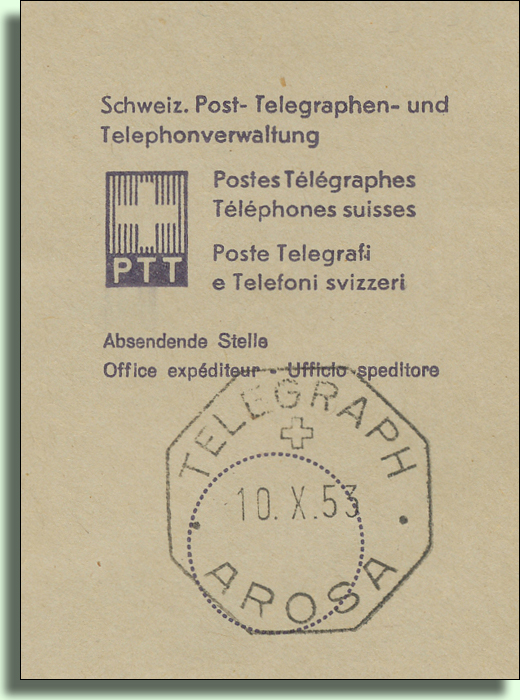 Schweiz. Post- Telegraphen- und
Telephonverwaltung
PTT
Postes Télégraphes
Téléphones suisses
Poste Telegrafi
e Telefoni svizzeri
Absendende Stelle
Office expéditeur - Ufficio speditore
TELEGRAPH
10. X. 53
AROSA